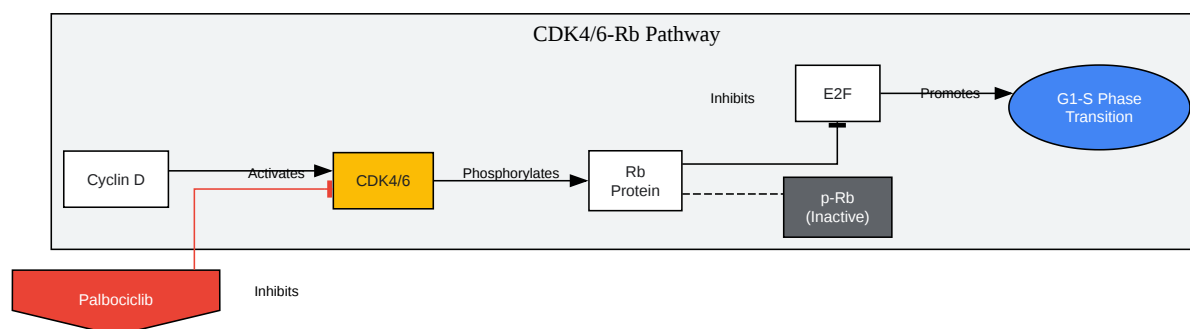 CDK4/6-Rb Pathway
Inhibits
E2F
Promotes
G1-S Phase
Transition
Cyclin D
Activates
CDK4/6
Phosphorylates
Rb
Protein
p-Rb
(Inactive)
Palbociclib
Inhibits